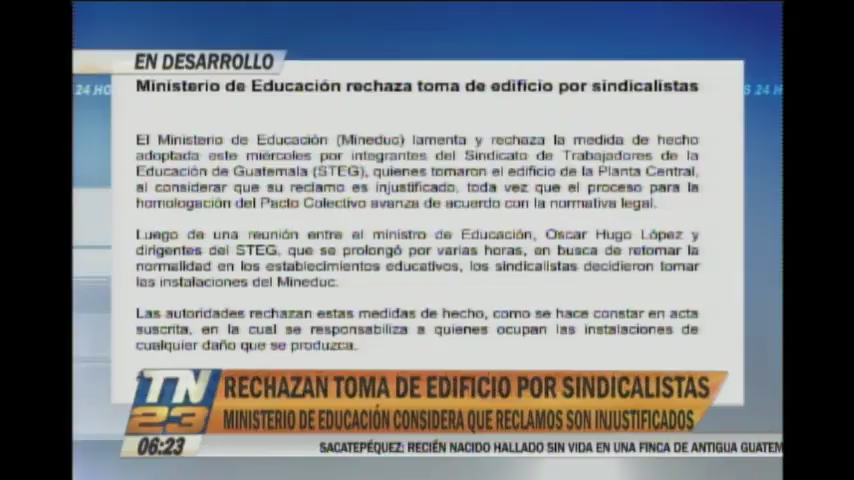 EN DESARROLLO
Ministerio de Educación rechaza toma de edificio por sindicalistas
24 HO
S 24 H
El Ministerio de Educación (Mineduc) lamenta y rechaza la medida de hecho
adoptada este miércoles por integrantes del Sindicato de Trabajadores de la
Educación de Guatemala (STEG), quienes tomaron el edificio de la Planta Central,
al considerar que su reclamo es injustificado, toda vez que el proceso para la
homologación del Pacto Colectivo avanza de acuerdo con la normativa legal.
Luego de una reunión entre el ministro de Educación, Oscar Hugo López y
dirigentes del STEG, que se prolongó por varias horas, en busca de retomar la
normalidad en los establecimientos educativos, los sindicalistas decidieron tomar
las instalaciones del Mineduc.
Las autoridades rechazan estas medidas de hecho, como se hace constar en acta
suscrita, en la cual se responsabiliza a quienes ocupan las instalaciones de
cualquier daño que se produzca.
TN
23
RECHAZAN TOMA DE EDIFICIO POR SINDICALISTAS
MINISTERIO DE EDUCACIÓN CONSIDERA QUE RECLAMOS SON INJUSTIFICADOS
06:23
SACATEPÉQUEZ: RECIÉN NACIDO HALLADO SIN VIDA EN UNA FINCA DE ANTIGUA GUATEM